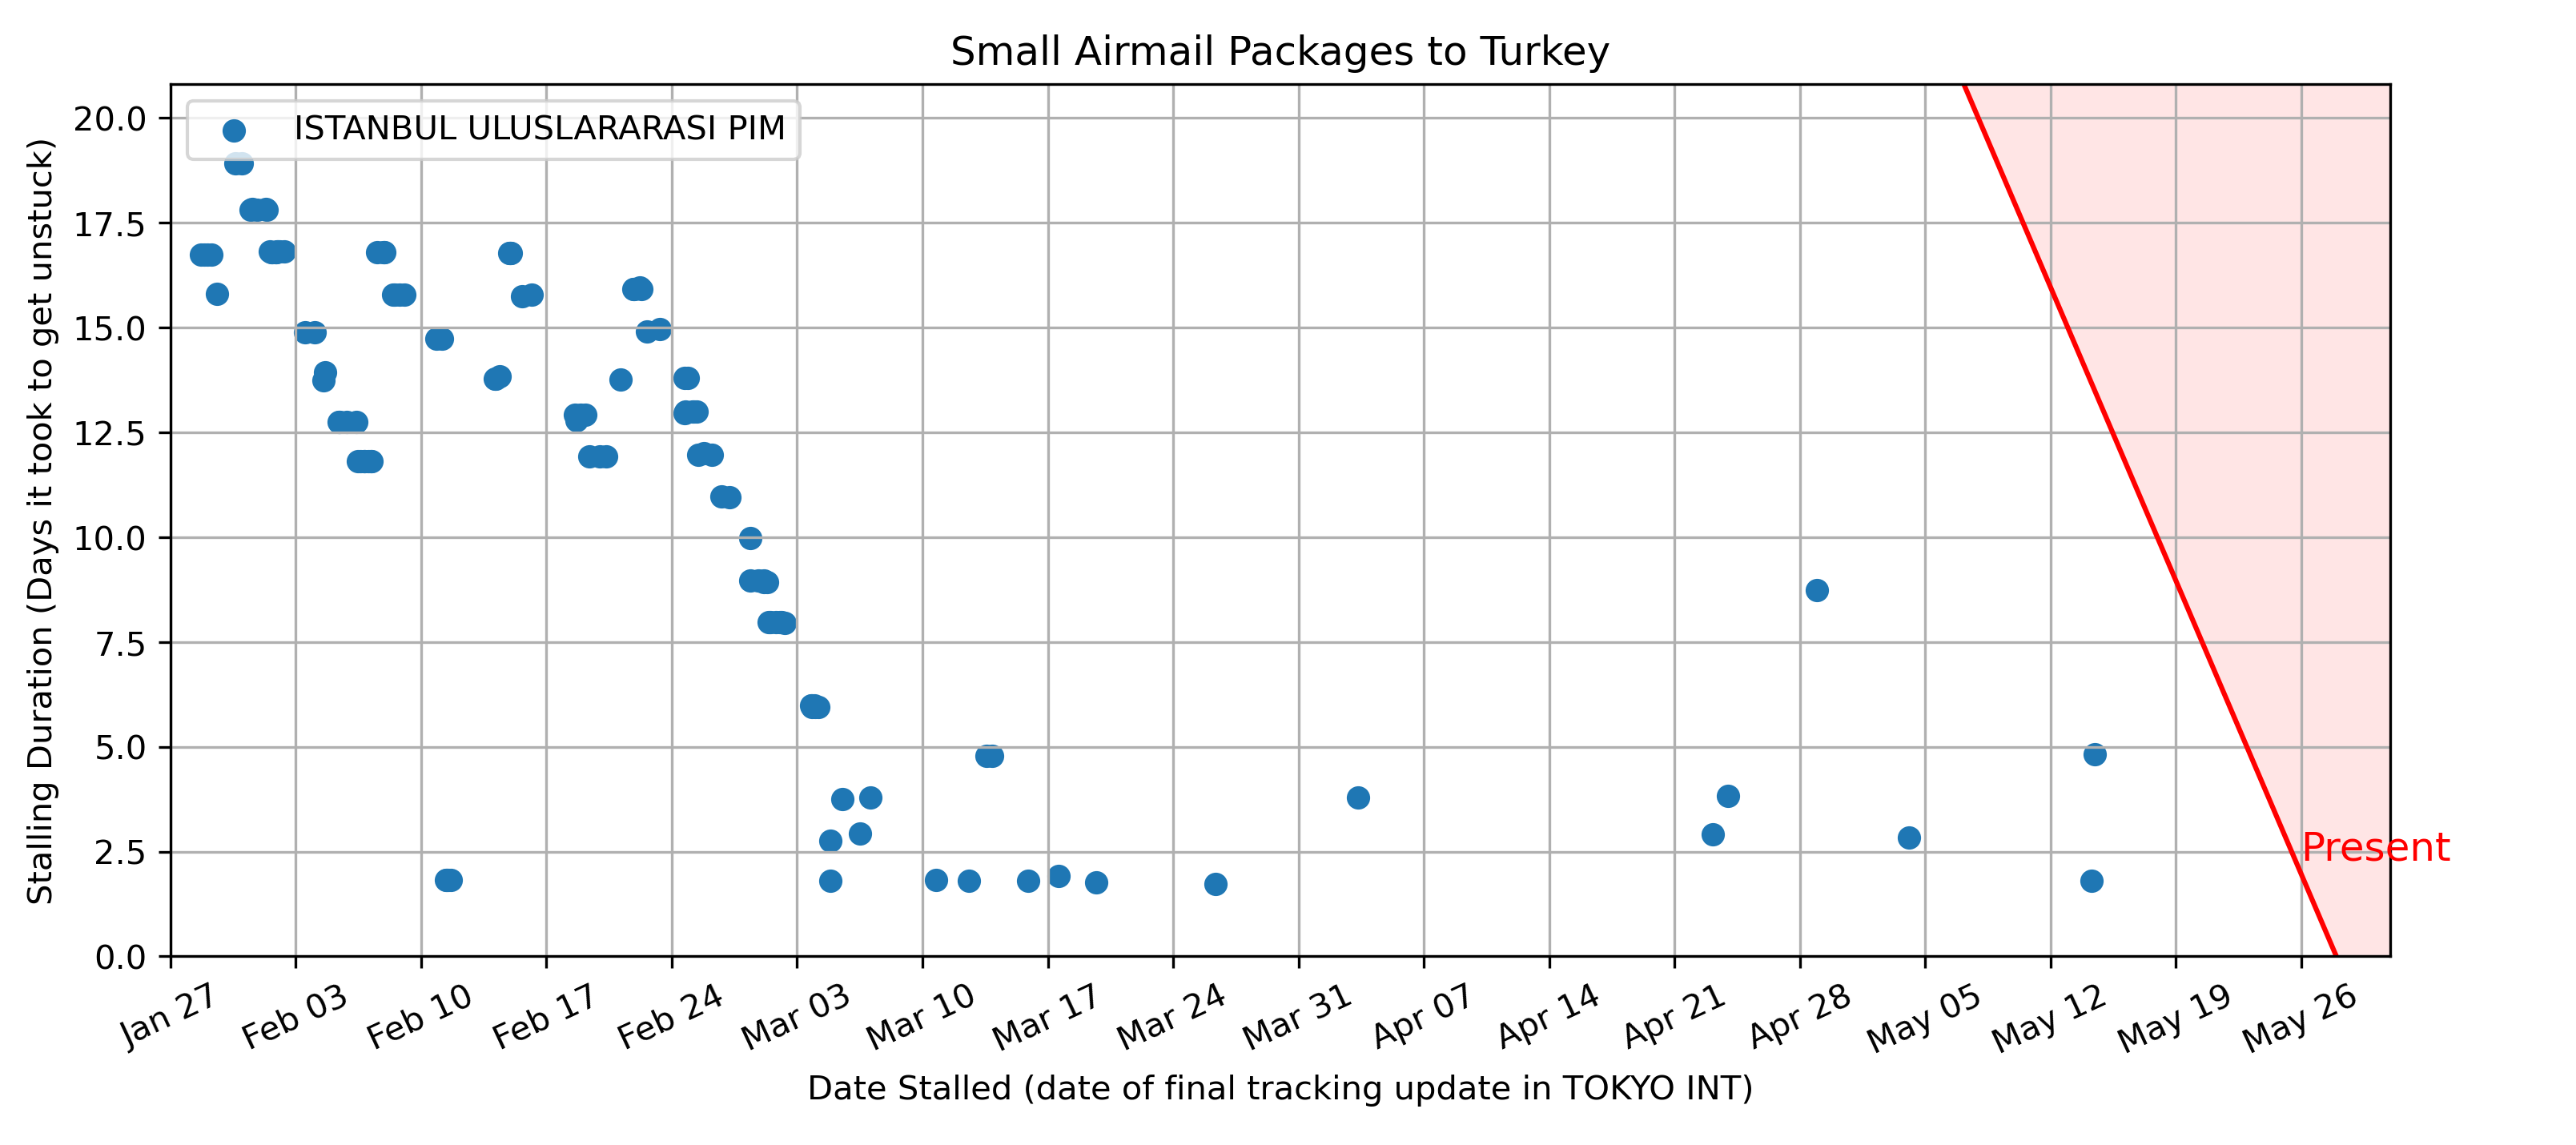 Small Airmail Packages to Turkey
ISTANBUL ULUSLARARASI PIM
Stalling Duration (Days it took to get unstuck)
20.0
17.5
15.0
12.5
10.0
7.5
5.0
2.5
0.0
Present
Jan 27
Feb 03
Feb 10
Feb 17
Feb 24
Mar 03
Mar 10
Mar 17
Mar 24
Mar 31
Apr 07
Apr 14
Apr 21
Apr 28
May 05
May 12
May 19
May 26
Date Stalled (date of final tracking update in TOKYO INT)